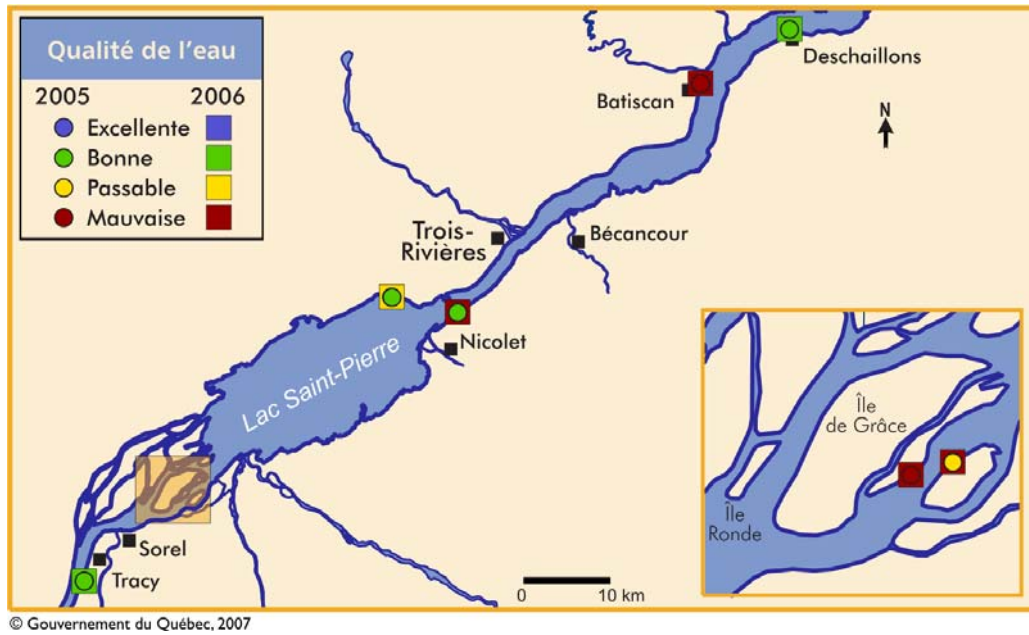 Qualité de l'eau
2005 2006
Excellente
Bonne
Passable
Mauvaise
Deschaillons
Batiscan
N
Trois-
Rivières
Bécancour
Nicolet
Lac Saint-Pierre
Sorel
Tracy
0 10 km
Île
de Grâce
Île
Ronde
© Gouvernement du Québec, 2007